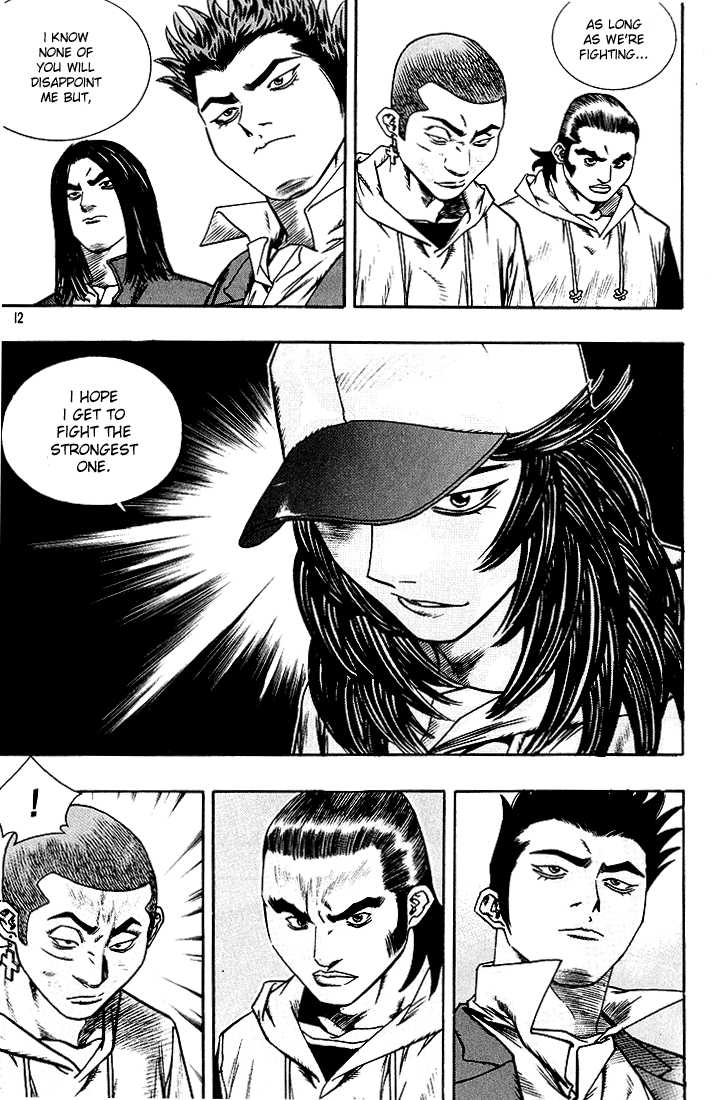 I KNOW
NONE OF
YOU WILL
DISAPPOINT
ME BUT,
AS LONG
AS WE'RE
FIGHTING...
12
I HOPE
I GET TO
FIGHT THE
STRONGEST
ONE.
!